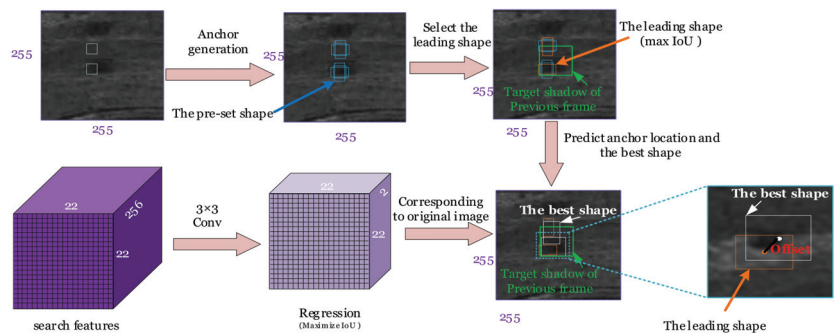 Anchor
generation
Select the
leading shape
The leading shape
(max IoU )
255
255
255
The pre-set shape
Target shadow of
Previous frame
255
255
255
Predict anchor location and
the best shape
22
256
22
3×3
Conv
22
2
22
Corresponding
to original image
The best shape
The best shape
Offset
255
Target shadow of
Previous frame
search features
Regression
(Maximize IoU)
255
The leading shape